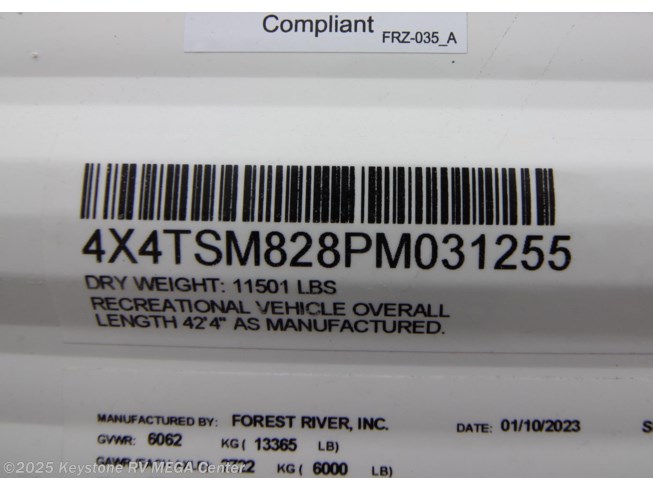 Compliant FRZ-035_A
4X4TSM828PM031255
DRY WEIGHT: 11501 LBS
RECREATIONAL VEHICLE OVERALL
LENGTH 42'4" AS MANUFACTURED.
MANUFACTURED BY: FOREST RIVER, INC. DATE: 01/10/2023
GVWR: 6062 KG ( 13365 LB)
KG ( 6000 LB)
©2025 Keystone RV MEGA Center